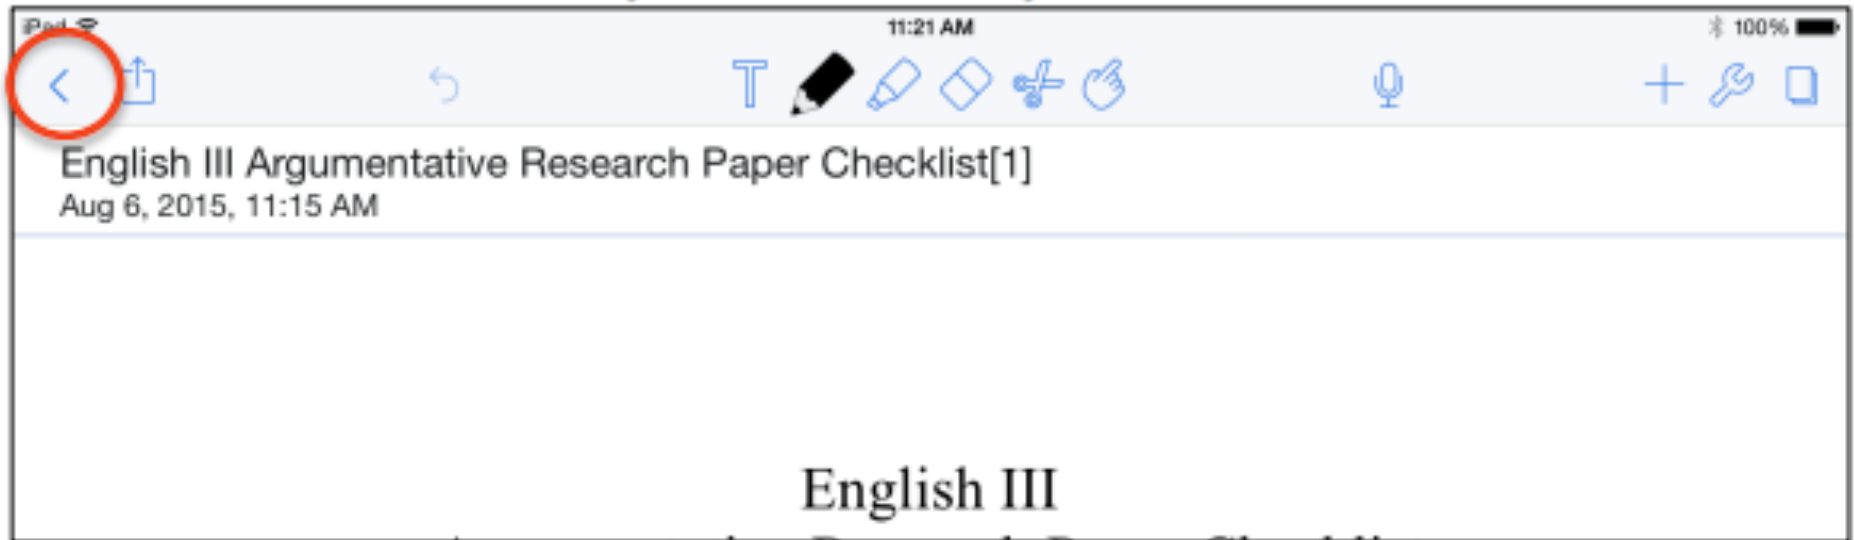 iPad
11:21 AM
100%
English III Argumentative Research Paper Checklist[1]
Aug 6, 2015, 11:15 AM
English III